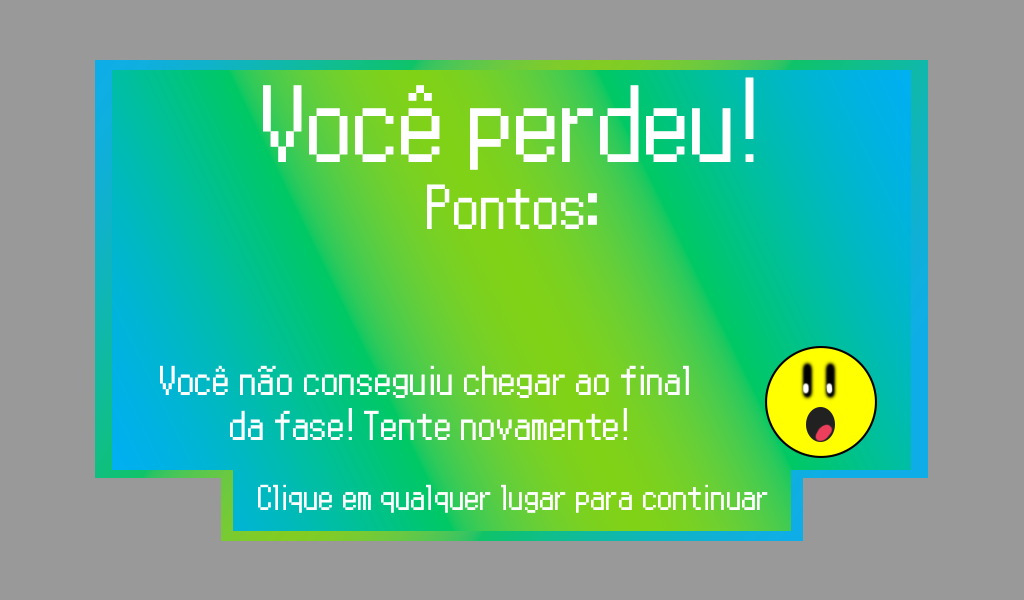 Você perdeu!
Pontos:
Você não conseguiu chegar ao final
da fase! Tente novamente!
Clique em qualquer lugar para continuar